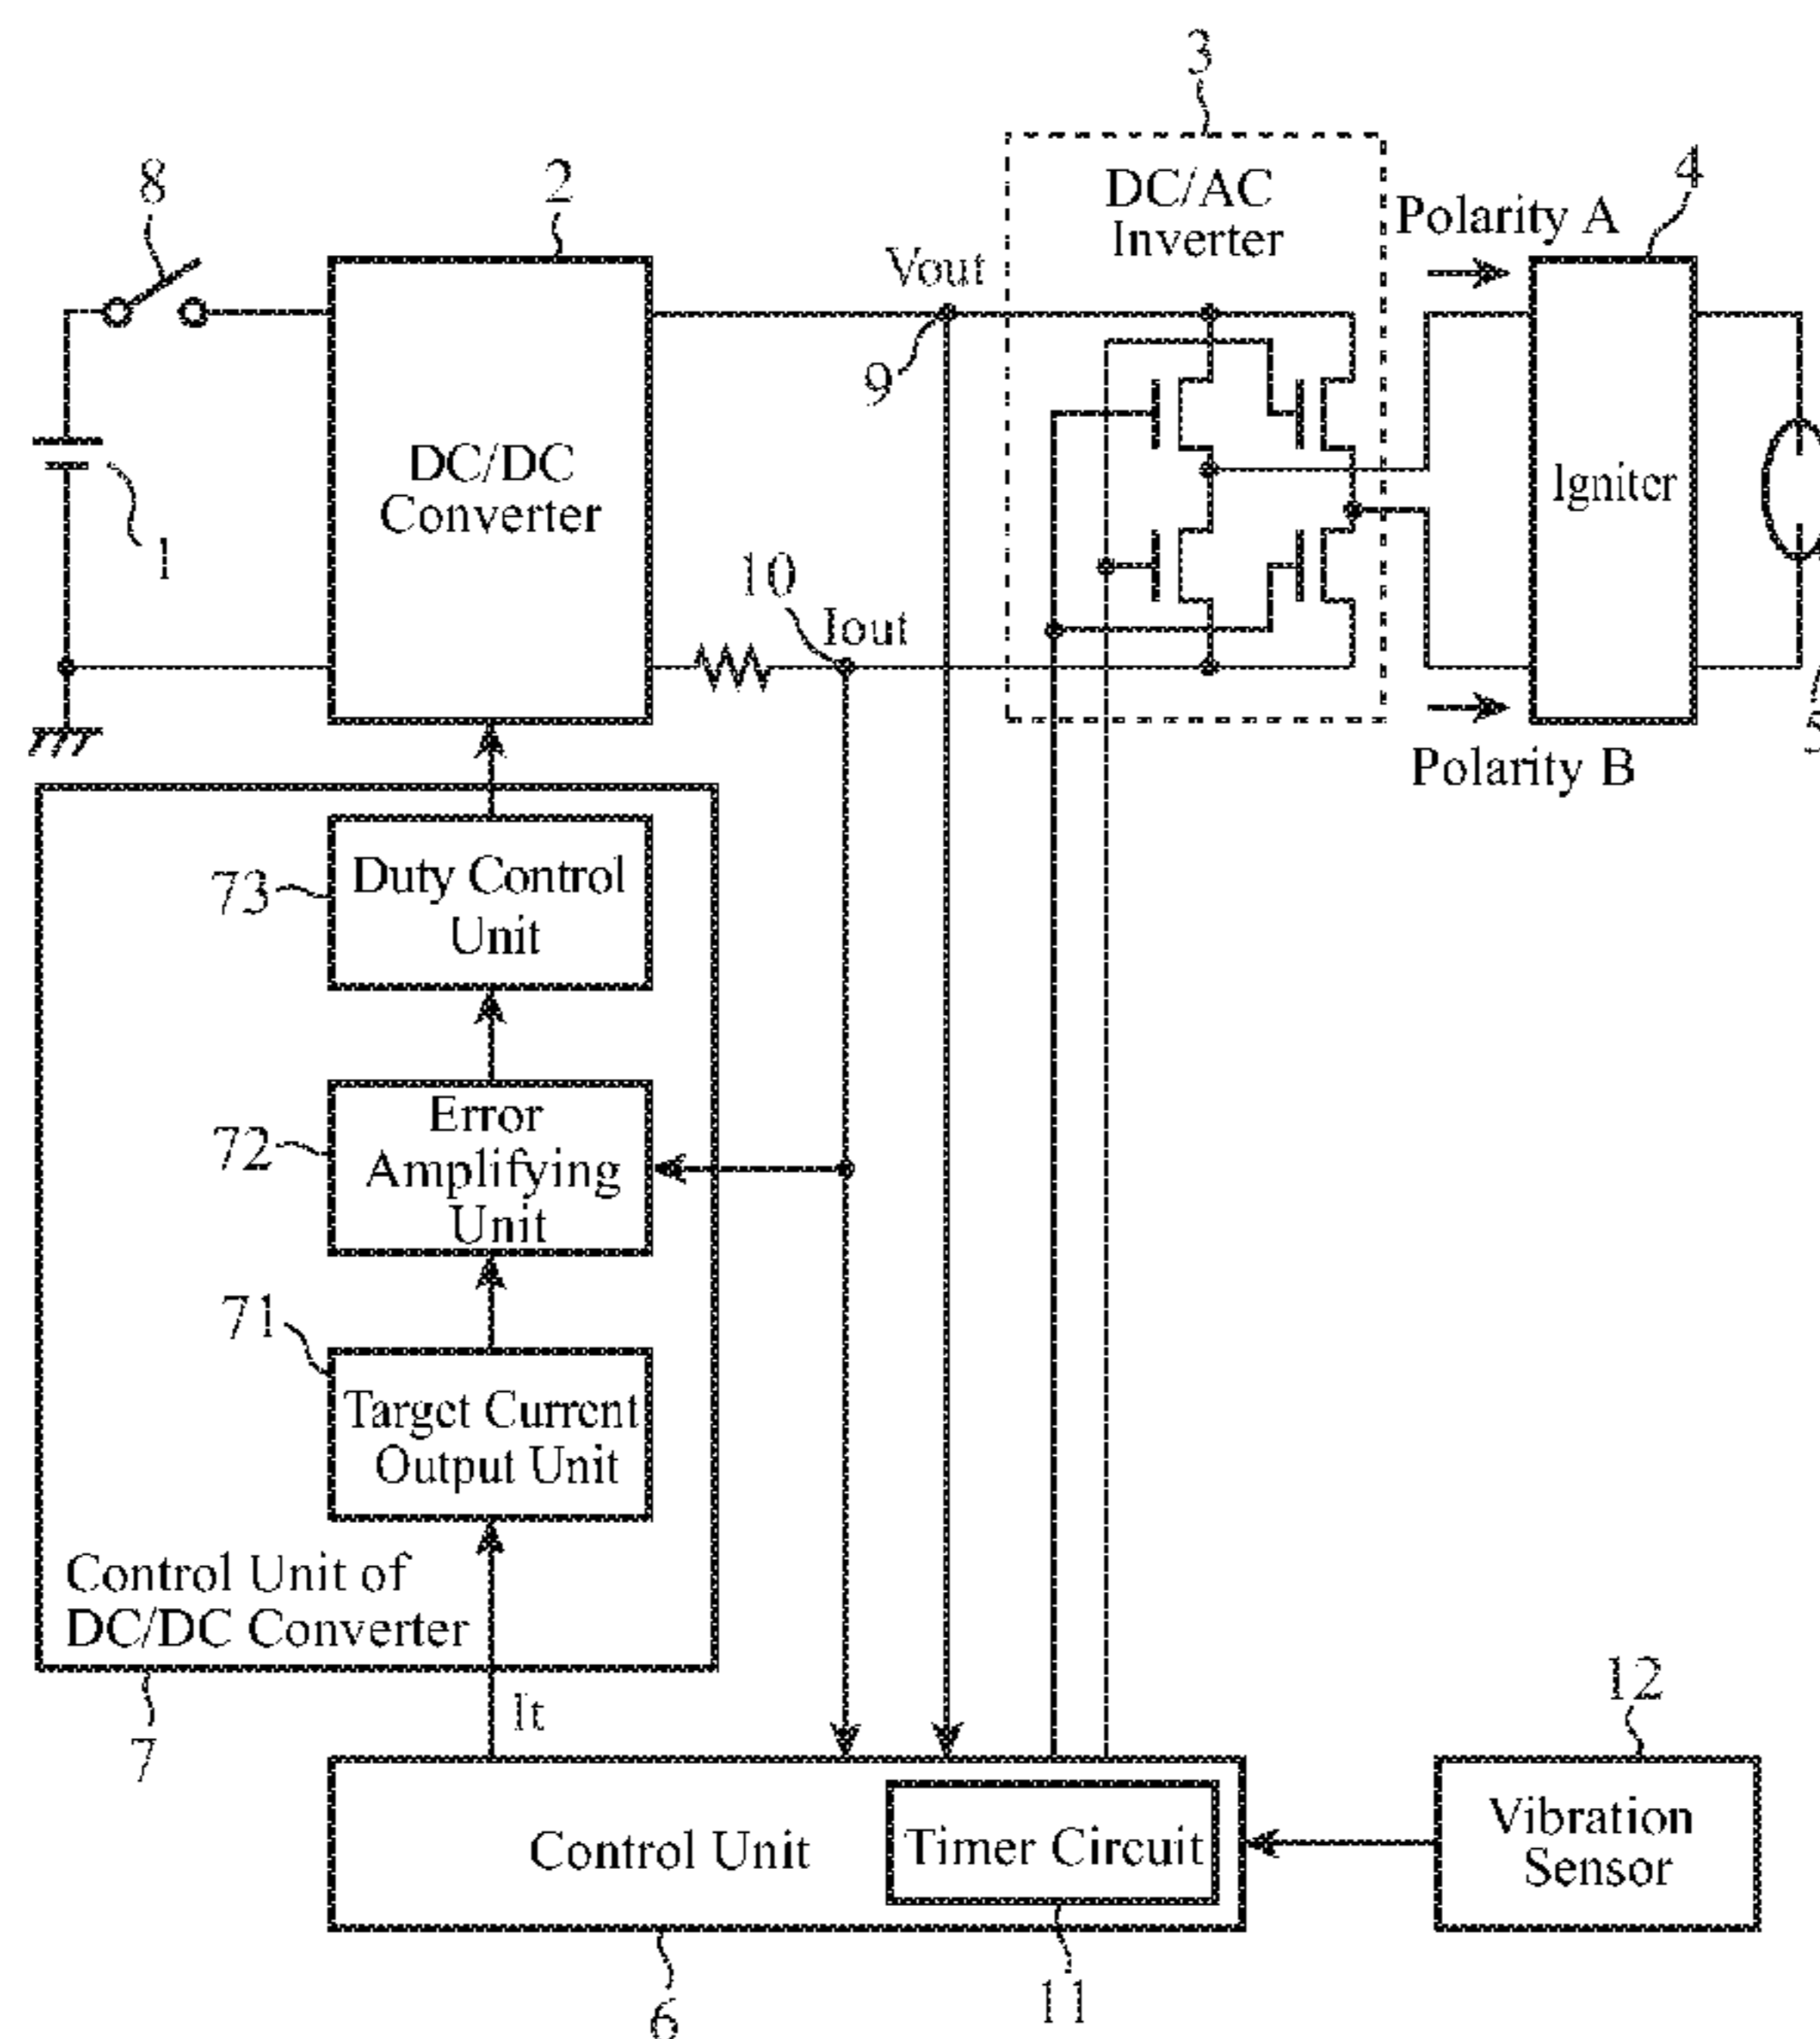 3
8
2
4
DC/AC
Inverter
Polarity A
Vout
9
DC/DC
Converter
Igniter
1
10
Iout
5
Polarity B
73
Duty Control
Unit
72
Error
Amplifying
Unit
71
Target Current
Output Unit
Control Unit of
DC/DC Converter
7
It
12
Control Unit
Timer Circuit
Vibration
Sensor
6
11